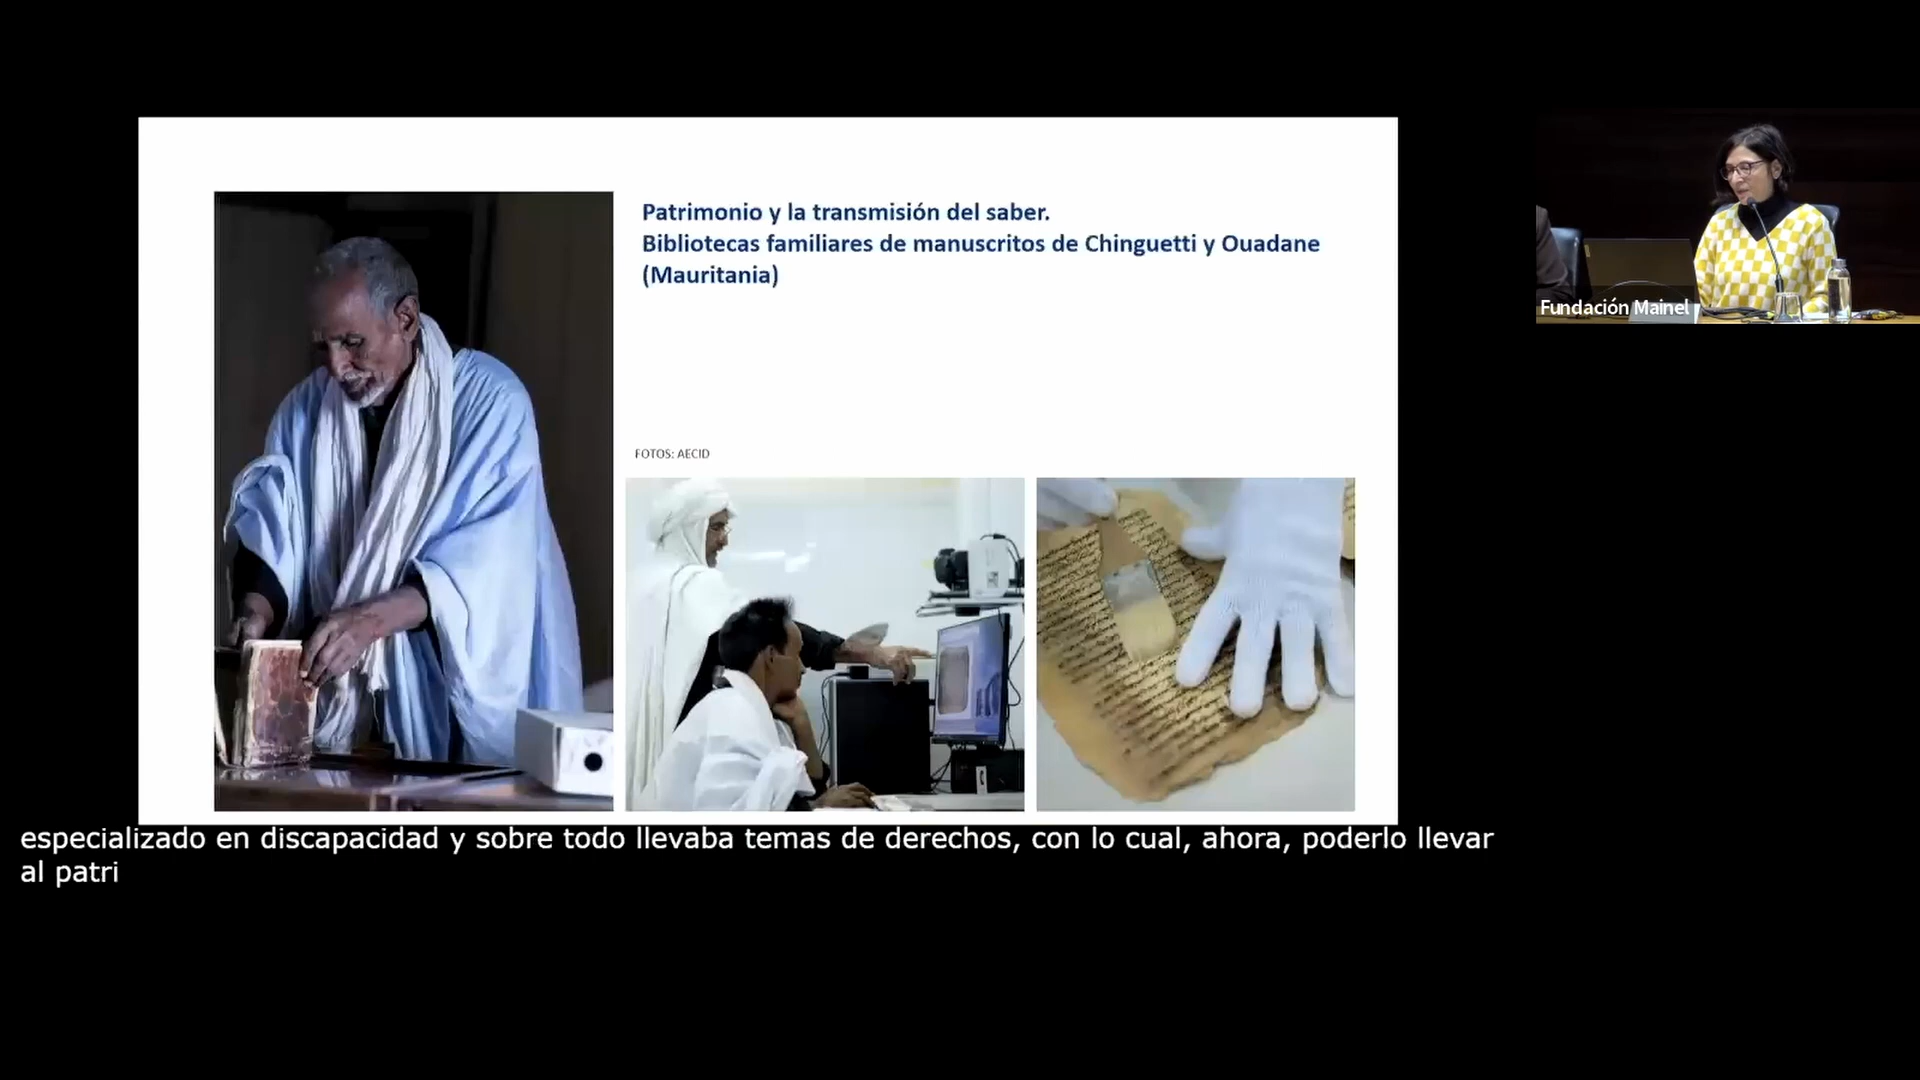 Patrimonio y la transmisión del saber.
Bibliotecas familiares de manuscritos de Chinguetti y Ouadane
(Mauritania)
FOTOS: AECID
Fundación Mainel
especializado en discapacidad y sobre todo llevaba temas de derechos, con lo cual, ahora, poderlo llevar
al patri